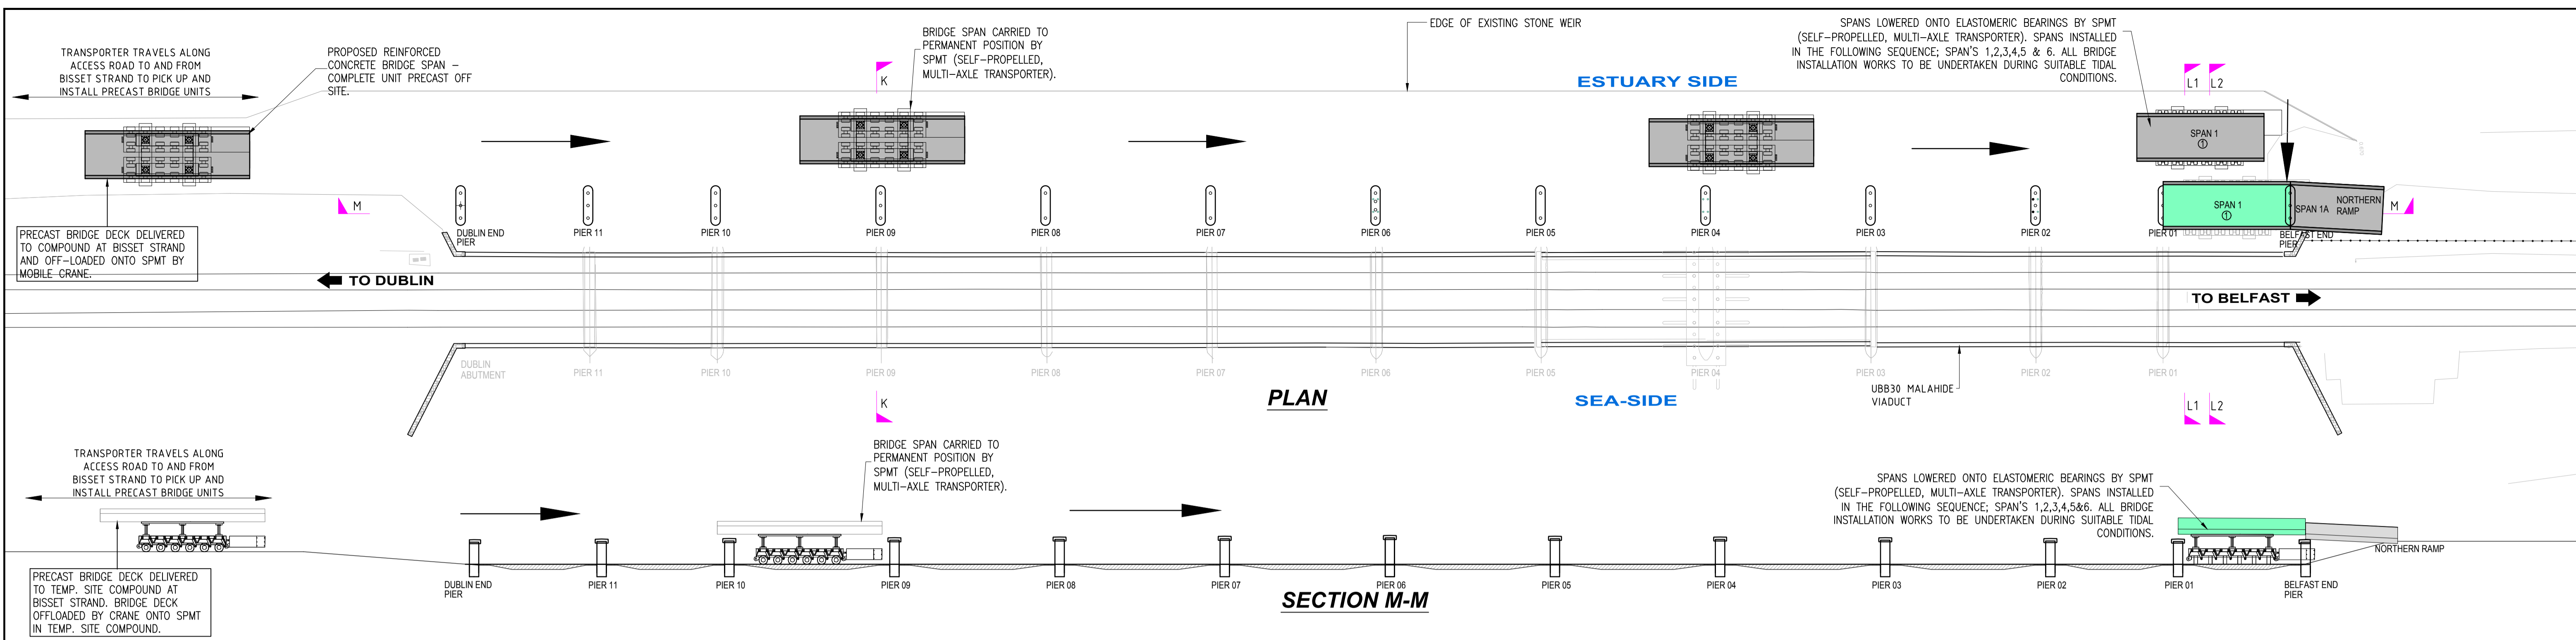 TRANSPORTER TRAVELS ALONG
ACCESS ROAD TO AND FROM
BISSET STRAND TO PICK UP AND
INSTALL PRECAST BRIDGE UNITS
PROPOSED REINFORCED
CONCRETE BRIDGE SPAN –
COMPLETE UNIT PRECAST OFF
SITE.
K
BRIDGE SPAN CARRIED TO
PERMANENT POSITION BY
SPMT (SELF-PROPELLED,
MULTI-AXLE TRANSPORTER).
EDGE OF EXISTING STONE WEIR
ESTUARY SIDE
SPANS LOWERED ONTO ELASTOMERIC BEARINGS BY SPMT
(SELF-PROPELLED, MULTI-AXLE TRANSPORTER). SPANS INSTALLED
IN THE FOLLOWING SEQUENCE; SPAN'S 1,2,3,4,5 & 6. ALL BRIDGE
INSTALLATION WORKS TO BE UNDERTAKEN DURING SUITABLE TIDAL
CONDITIONS.
L1 L2
SPAN 1
1
SPAN 1
1
SPAN 1A
NORTHERN
RAMP
M
M
PRECAST BRIDGE DECK DELIVERED
TO COMPOUND AT BISSET STRAND
AND OFF-LOADED ONTO SPMT BY
MOBILE CRANE.
DUBLIN END
PIER
PIER 11
PIER 10
PIER 09
PIER 08
PIER 07
PIER 06
PIER 05
PIER 04
PIER 03
PIER 02
PIER 01
BELFAST END
PIER
TO DUBLIN
TO BELFAST
DUBLIN
ABUTMENT
PIER 11
PIER 10
PIER 09
PIER 08
PIER 07
PIER 06
PIER 05
PIER 04
PIER 03
PIER 02
PIER 01
UBB30 MALAHIDE
VIADUCT
K
PLAN
SEA-SIDE
L1 L2
TRANSPORTER TRAVELS ALONG
ACCESS ROAD TO AND FROM
BISSET STRAND TO PICK UP AND
INSTALL PRECAST BRIDGE UNITS
BRIDGE SPAN CARRIED TO
PERMANENT POSITION BY
SPMT (SELF-PROPELLED,
MULTI-AXLE TRANSPORTER).
SPANS LOWERED ONTO ELASTOMERIC BEARINGS BY SPMT
(SELF-PROPELLED, MULTI-AXLE TRANSPORTER). SPANS INSTALLED
IN THE FOLLOWING SEQUENCE; SPAN'S 1,2,3,4,5&6. ALL BRIDGE
INSTALLATION WORKS TO BE UNDERTAKEN DURING SUITABLE TIDAL
CONDITIONS.
NORTHERN RAMP
PRECAST BRIDGE DECK DELIVERED
TO TEMP. SITE COMPOUND AT
BISSET STRAND. BRIDGE DECK
OFFLOADED BY CRANE ONTO SPMT
IN TEMP. SITE COMPOUND.
DUBLIN END
PIER
PIER 11
PIER 10
PIER 09
PIER 08
PIER 07
PIER 06
PIER 05
PIER 04
PIER 03
PIER 02
PIER 01
BELFAST END
PIER
SECTION M-M